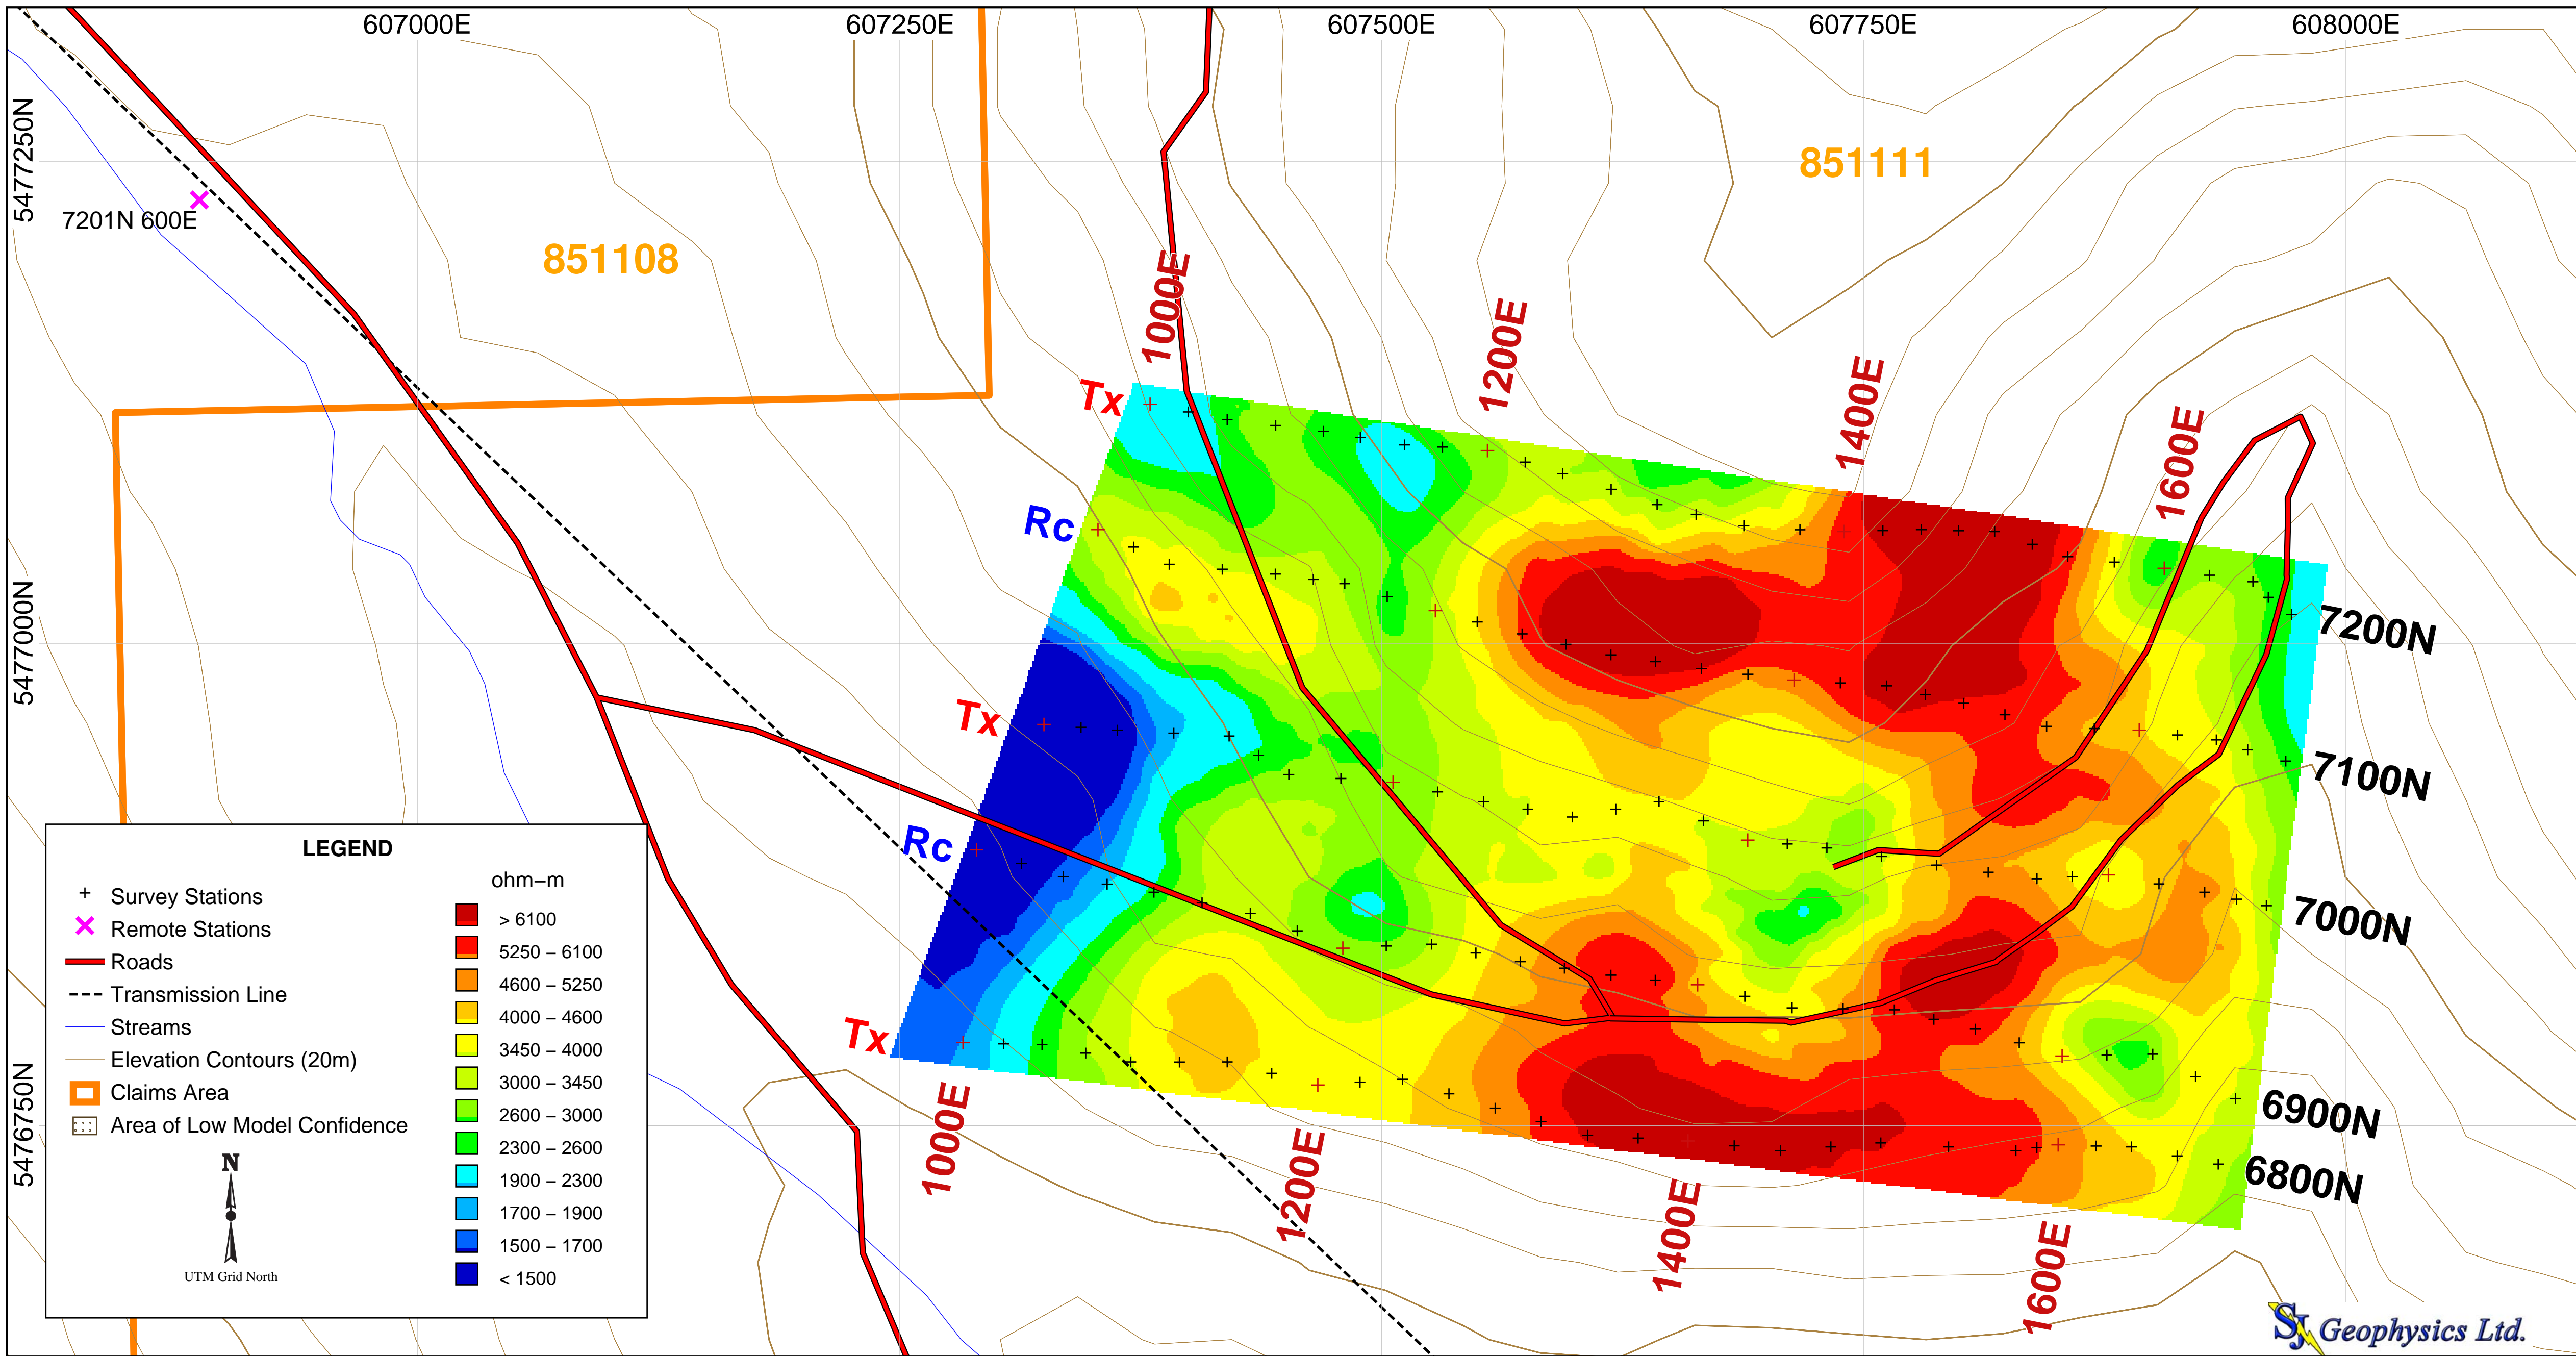 607000E
607250E
607500E
607750E
608000E
5477250N
5477000N
5476750N
851111
851108
7201N 600E
1000E
1200E
1400E
1600E
Tx
Rc
Tx
Rc
Tx
7200N
7100N
7000N
6900N
6800N
1000E
1200E
1400E
1600E
LEGEND
Survey Stations
Remote Stations
Roads
Transmission Line
Streams
Elevation Contours (20m)
Claims Area
Area of Low Model Confidence
N
UTM Grid North
ohm–m
> 6100
5250 – 6100
4600 – 5250
4000 – 4600
3450 – 4000
3000 – 3450
2600 – 3000
2300 – 2600
1900 – 2300
1700 – 1900
1500 – 1700
< 1500
SJ Geophysics Ltd.